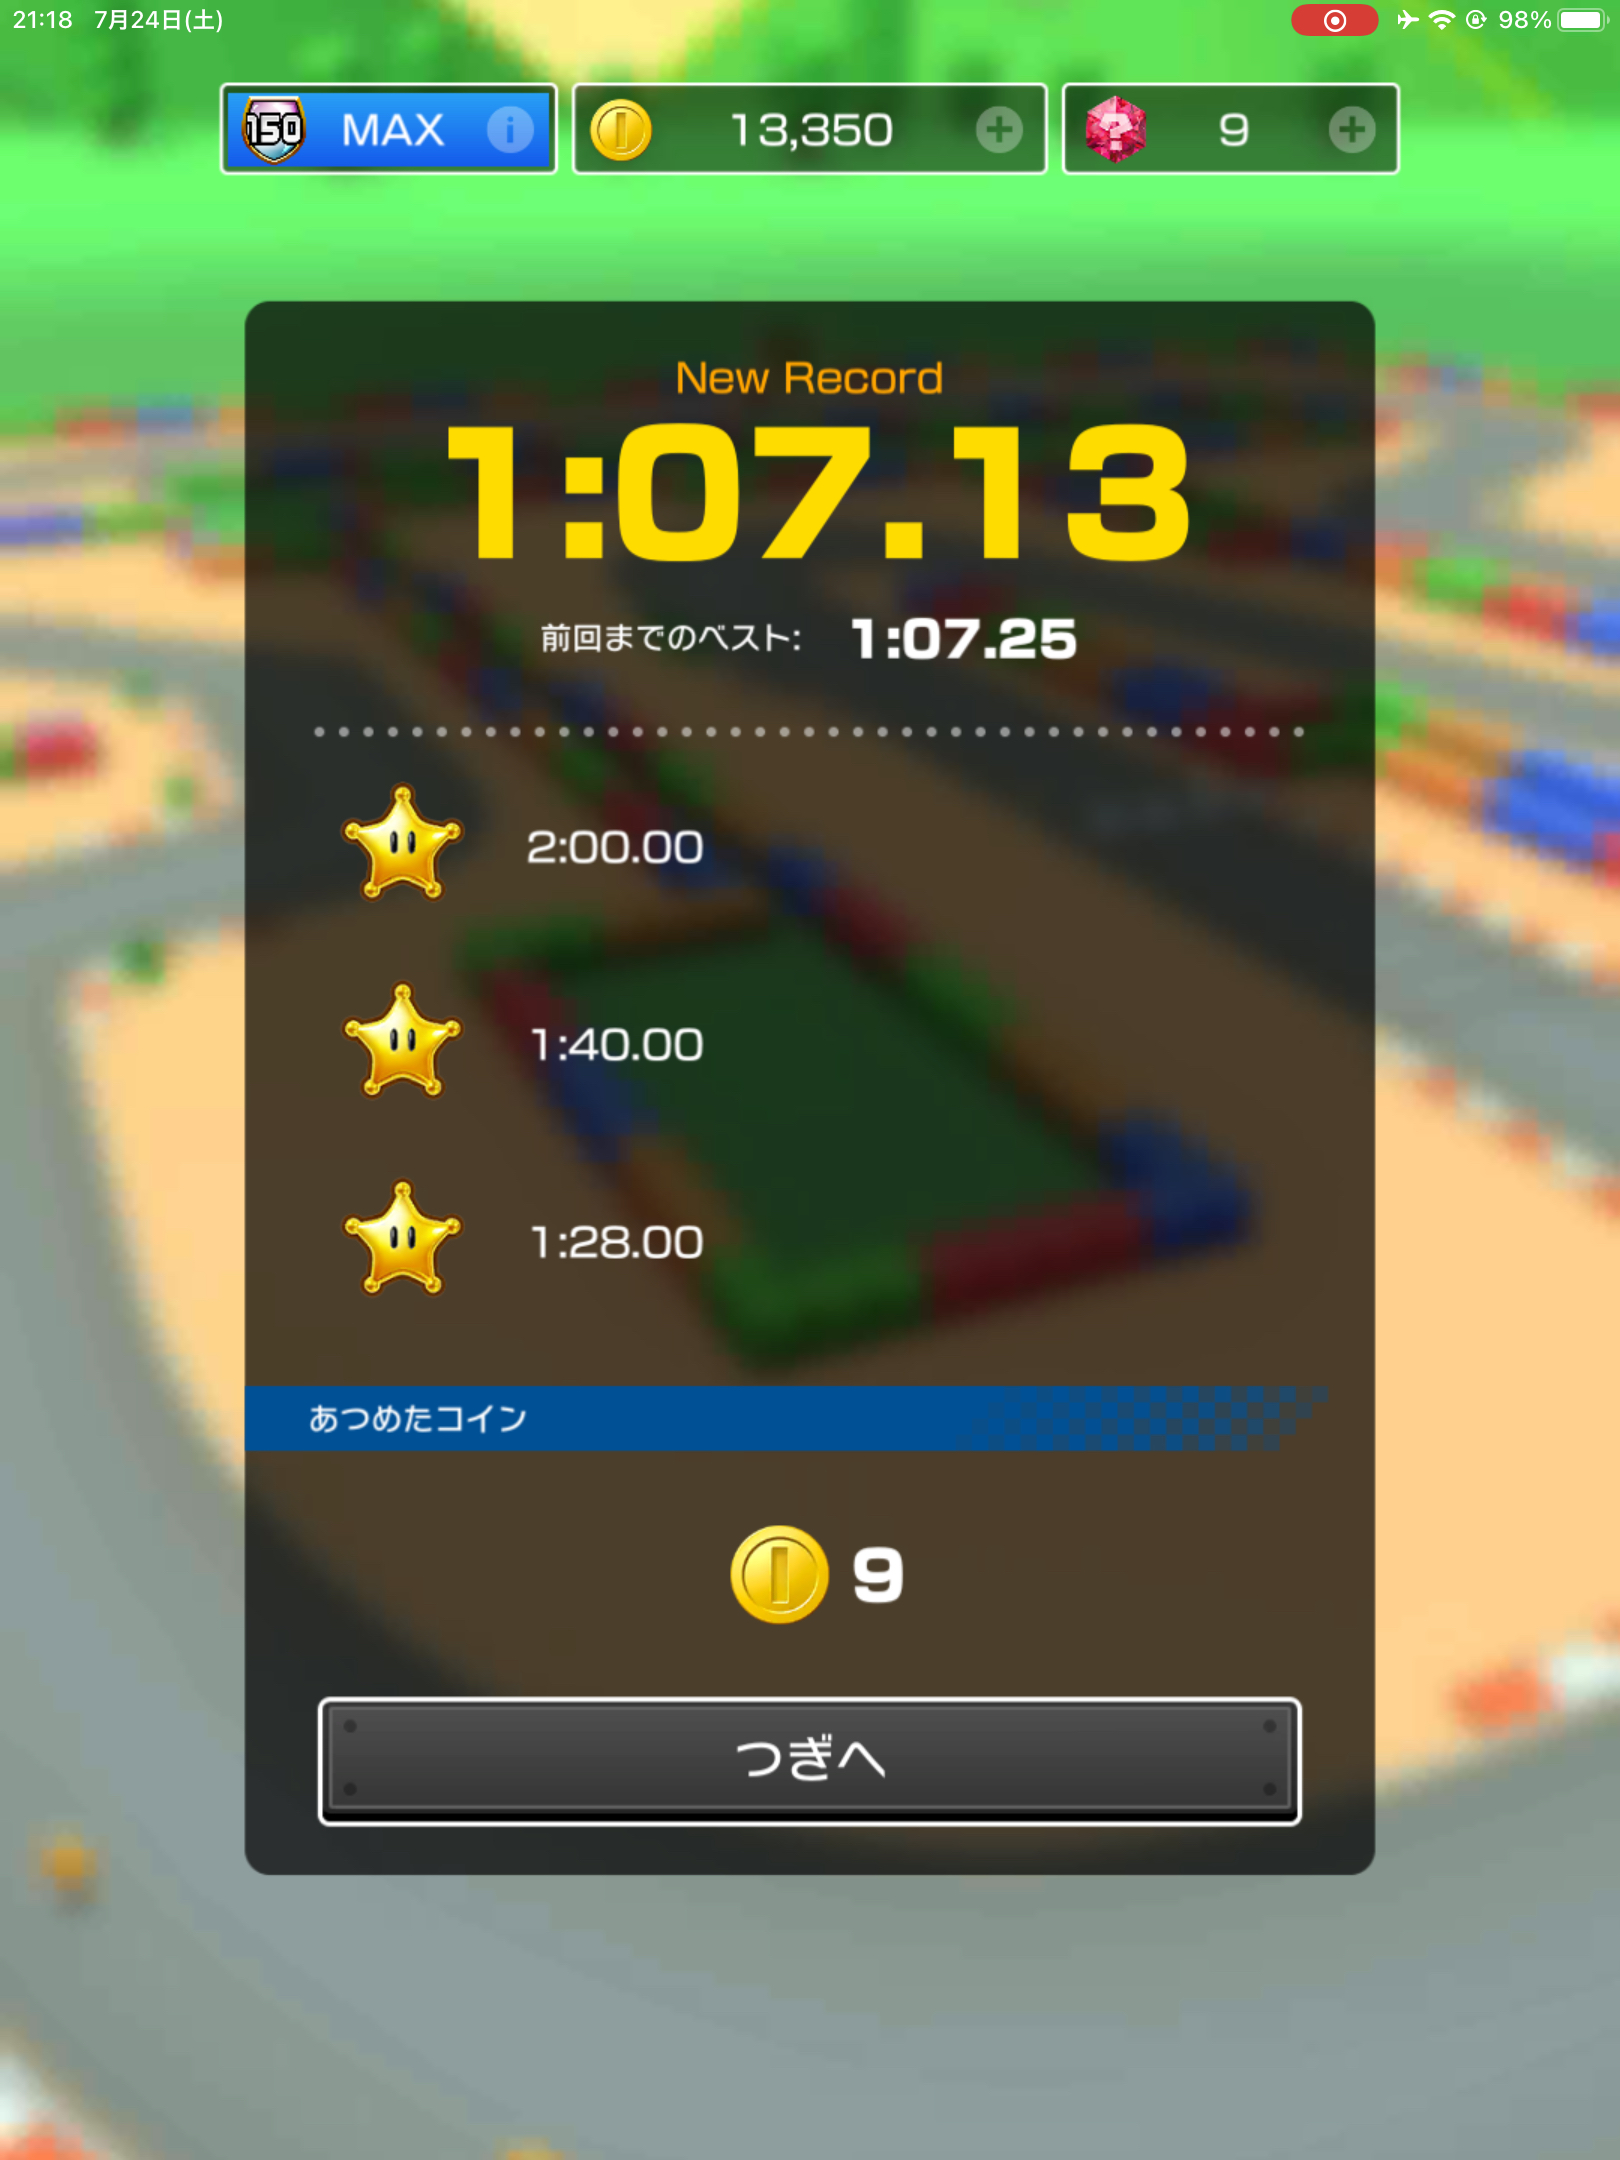 21:18 7月24日(土) 98%
150 MAX i 13,350 + ? 9 +
New Record
1:07.13
前回までのベスト: 1:07.25
2:00.00
1:40.00
1:28.00
あつめたコイン
9
つぎへ